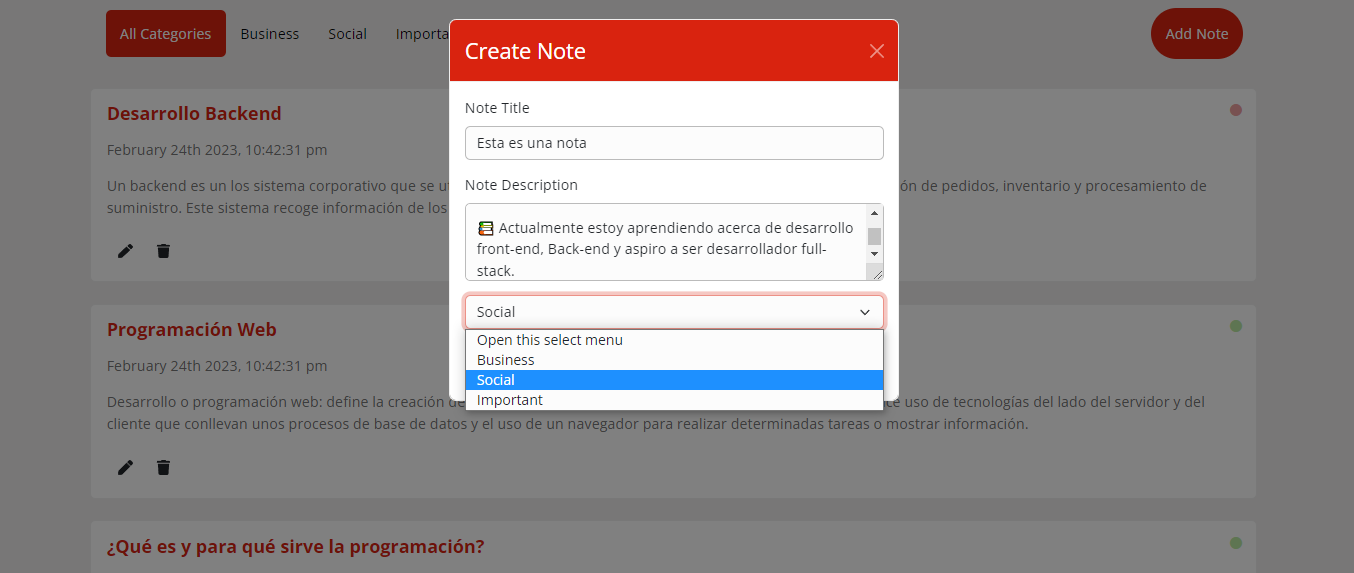 All Categories
Business
Social
Importa
Add Note
Create Note
Note Title
Esta es una nota
Note Description
📚 Actualmente estoy aprendiendo acerca de desarrollo
front-end, Back-end y aspiro a ser desarrollador full-
stack.
Social
Open this select menu
Business
Social
Important
Desarrollo Backend
February 24th 2023, 10:42:31 pm
Un backend es un los sistema corporativo que se ut ón de pedidos, inventario y procesamiento de
suministro. Este sistema recoge información de los
Programación Web
February 24th 2023, 10:42:31 pm
Desarrollo o programación web: define la creación de ce uso de tecnologías del lado del servidor y del
cliente que conllevan unos procesos de base de datos y el uso de un navegador para realizar determinadas tareas o mostrar información.
¿Qué es y para qué sirve la programación?